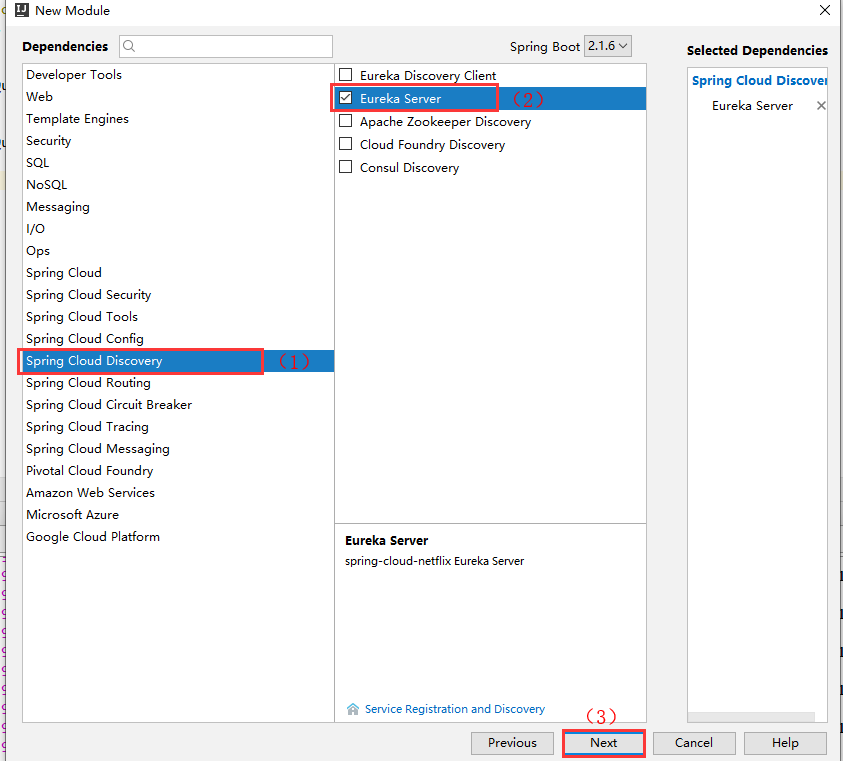 New Module
Dependencies
Spring Boot 2.1.6
Selected Dependencies
Developer Tools
Web
Template Engines
Security
SQL
NoSQL
Messaging
I/O
Ops
Spring Cloud
Spring Cloud Security
Spring Cloud Tools
Spring Cloud Config
Spring Cloud Discovery (1)
Spring Cloud Routing
Spring Cloud Circuit Breaker
Spring Cloud Tracing
Spring Cloud Messaging
Pivotal Cloud Foundry
Amazon Web Services
Microsoft Azure
Google Cloud Platform
Eureka Discovery Client
Eureka Server (2)
Apache Zookeeper Discovery
Cloud Foundry Discovery
Consul Discovery
Eureka Server
spring-cloud-netflix Eureka Server
Service Registration and Discovery
Spring Cloud Discover
Eureka Server
(3)
Previous
Next
Cancel
Help